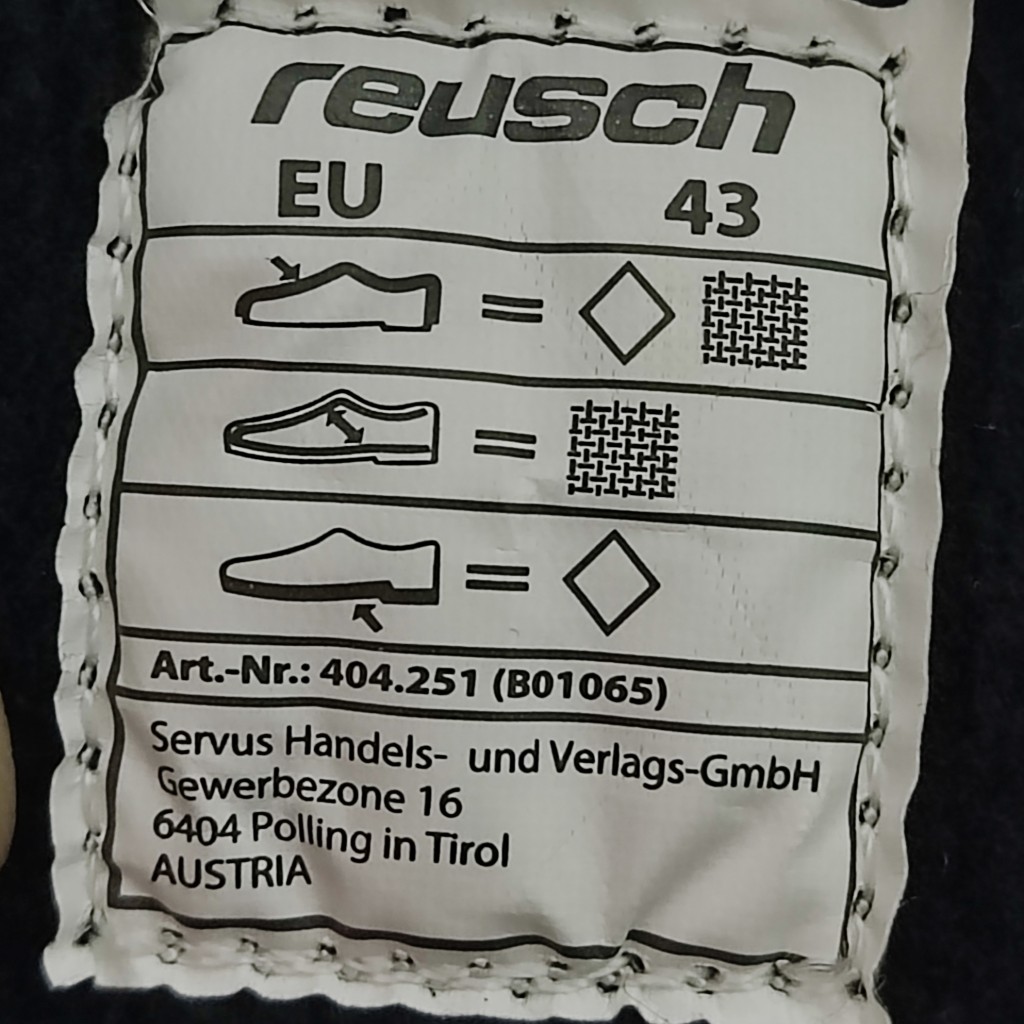 reusch
EU 43
Art.-Nr.: 404.251 (B01065)
Servus Handels- und Verlags-GmbH
Gewerbezone 16
6404 Polling in Tirol
AUSTRIA